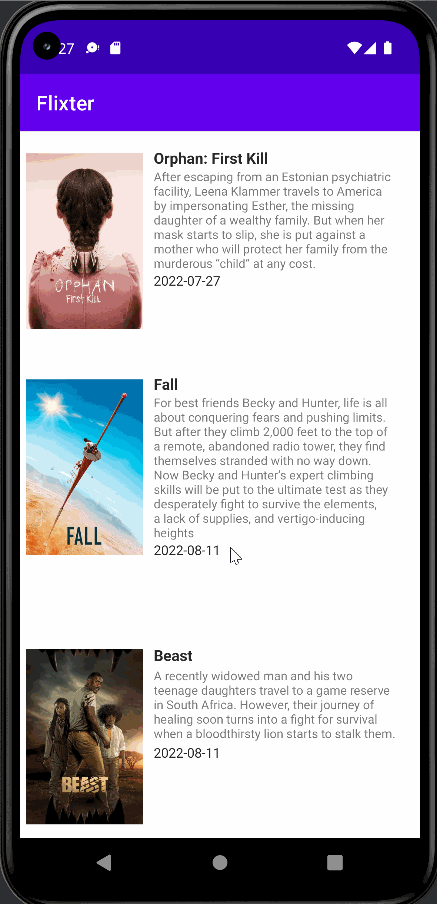 27
Flixter
Orphan: First Kill
After escaping from an Estonian psychiatric
facility, Leena Klammer travels to America
by impersonating Esther, the missing
daughter of a wealthy family. But when her
mask starts to slip, she is put against a
mother who will protect her family from the
murderous “child” at any cost.
2022-07-27
ORPHAN
First Kill
Fall
For best friends Becky and Hunter, life is all
about conquering fears and pushing limits.
But after they climb 2,000 feet to the top of
a remote, abandoned radio tower, they find
themselves stranded with no way down.
Now Becky and Hunter’s expert climbing
skills will be put to the ultimate test as they
desperately fight to survive the elements,
a lack of supplies, and vertigo-inducing
heights
2022-08-11
FALL
Beast
A recently widowed man and his two
teenage daughters travel to a game reserve
in South Africa. However, their journey of
healing soon turns into a fight for survival
when a bloodthirsty lion starts to stalk them.
2022-08-11
BEAST